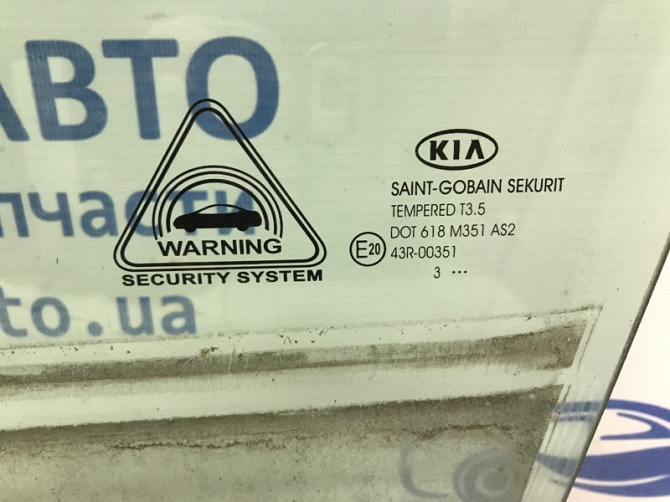 АВТО
пчасти
to.ua
WARNING
SECURITY SYSTEM
KIA
SAINT-GOBAIN SEKURIT
TEMPERED T3.5
DOT 618 M351 AS2
E20 43R-00351
3 ...